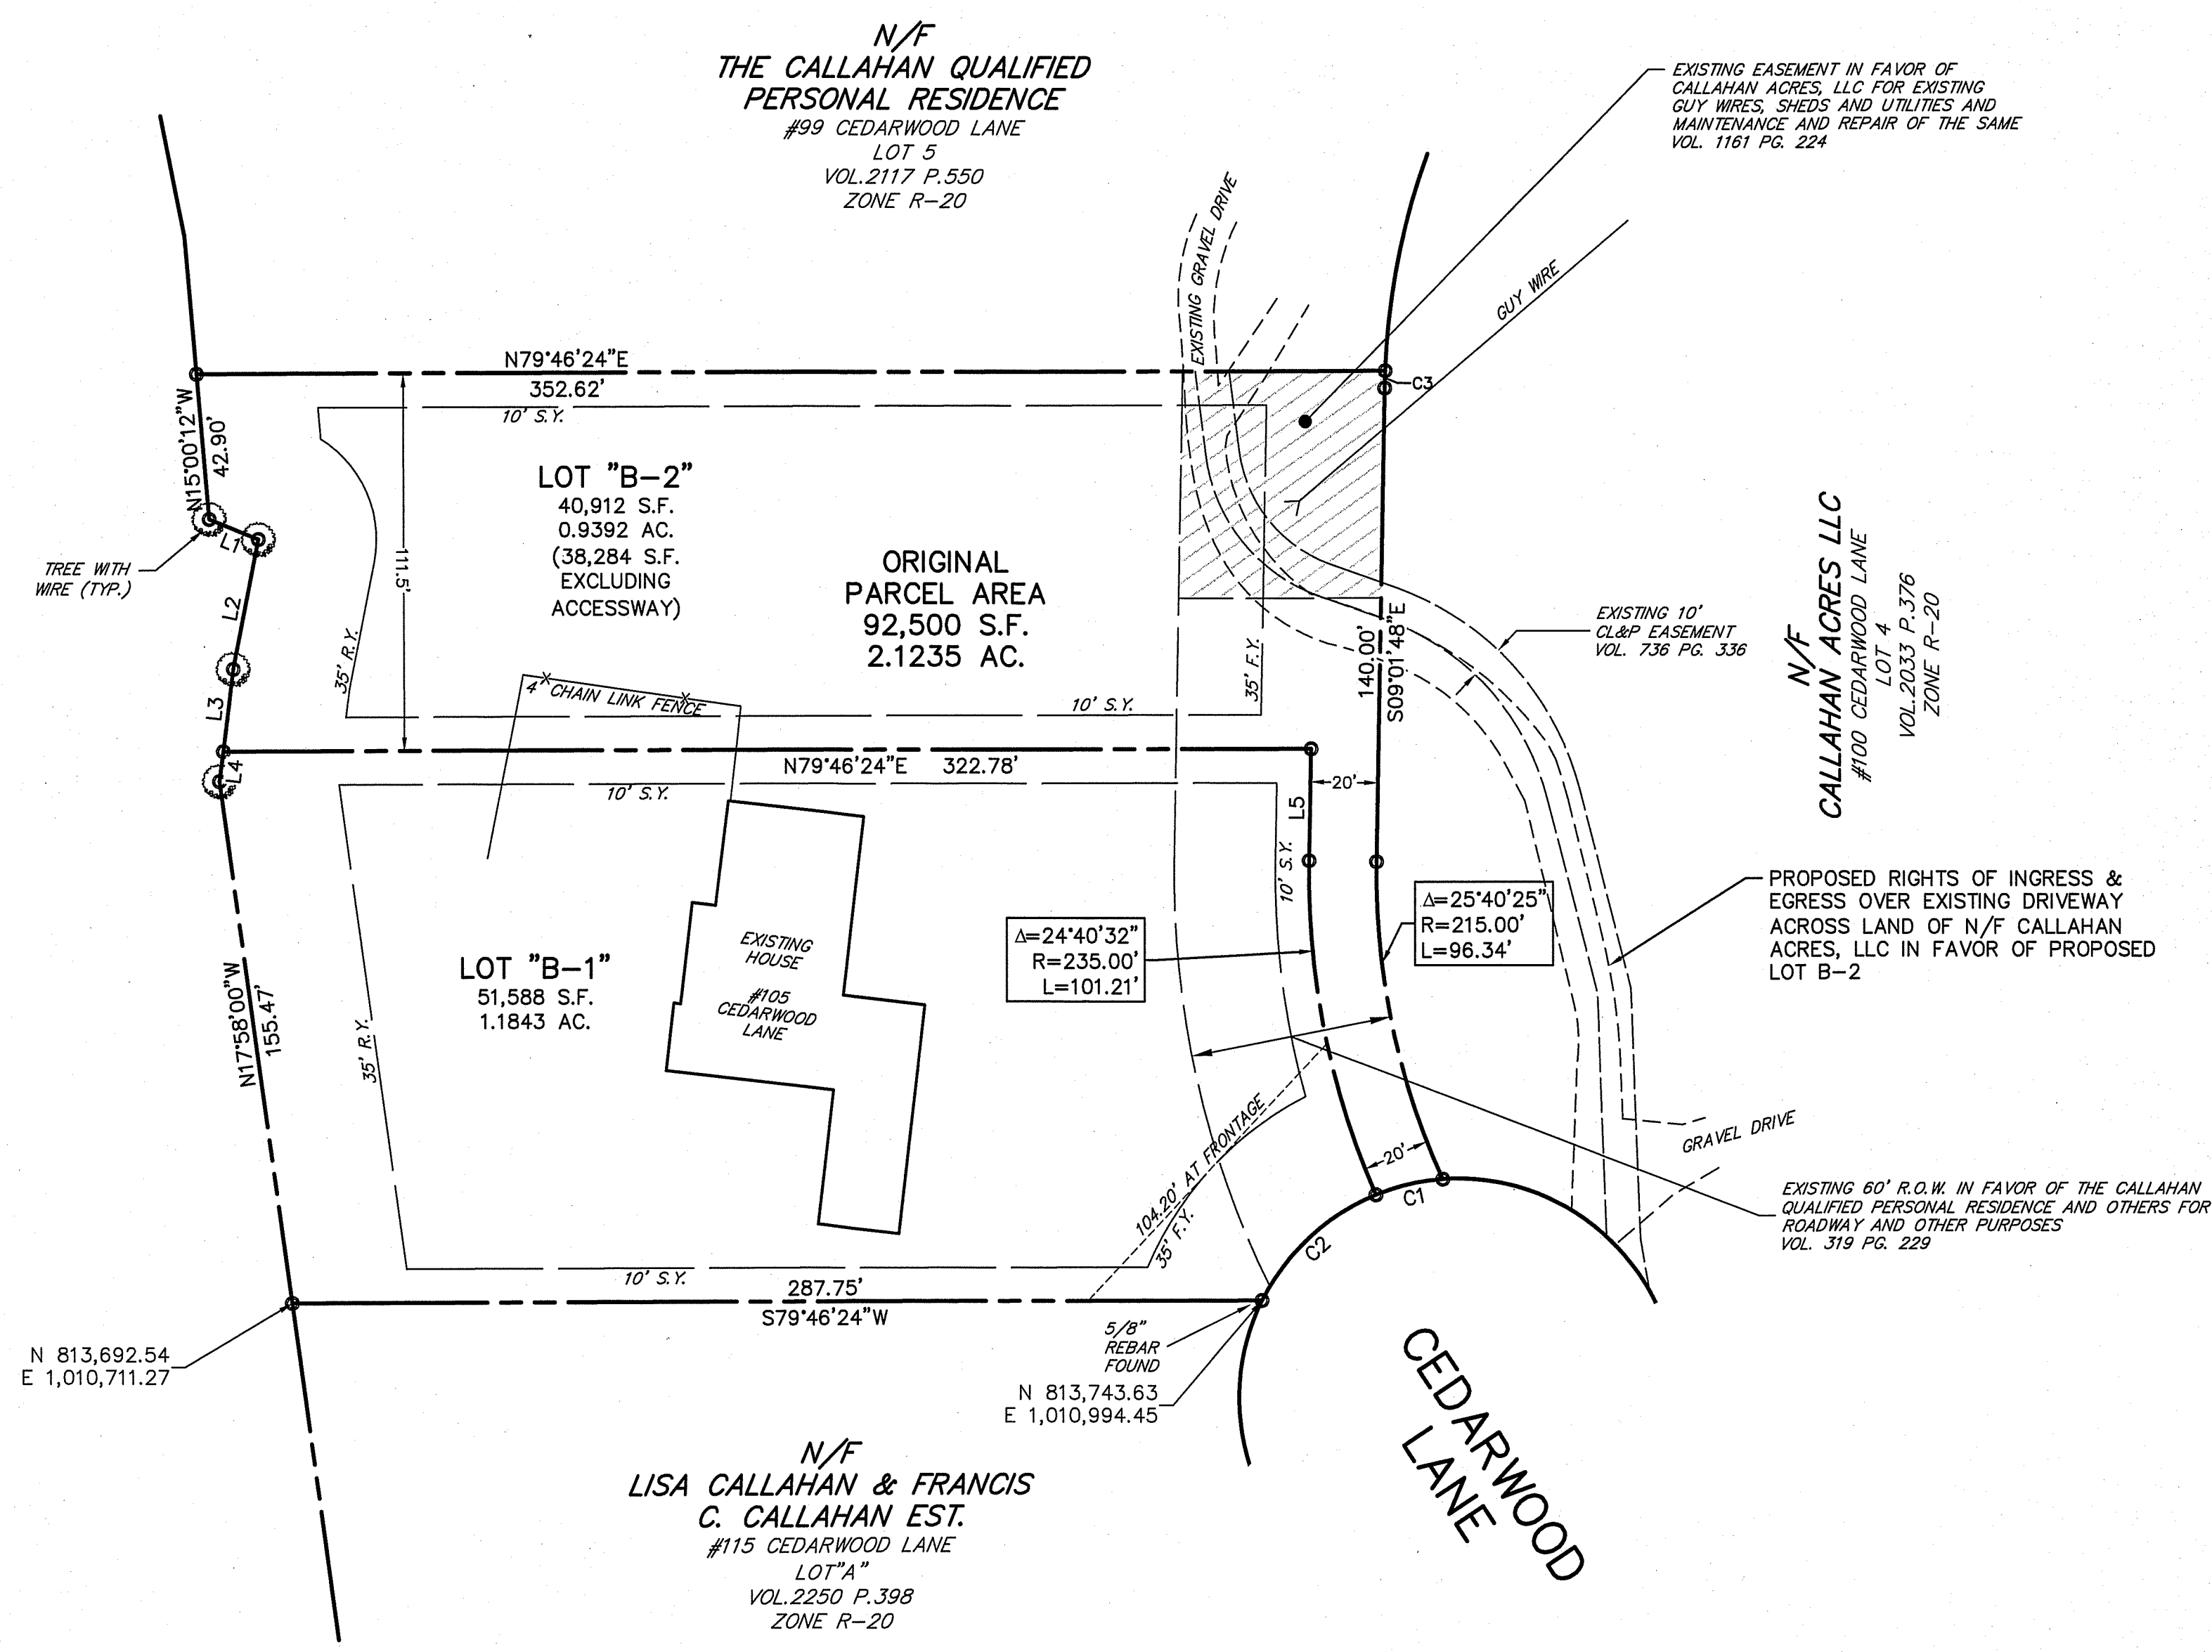 N/F
THE CALLAHAN QUALIFIED
PERSONAL RESIDENCE
#99 CEDARWOOD LANE
LOT 5
VOL.2117 P.550
ZONE R-20
EXISTING EASEMENT IN FAVOR OF
CALLAHAN ACRES, LLC FOR EXISTING
GUY WIRES, SHEDS AND UTILITIES AND
MAINTENANCE AND REPAIR OF THE SAME
VOL. 1161 PG. 224
EXISTING GRAVEL DRIVE
GUY WIRE
N79°46'24"E
352.62'
C3
10' S.Y.
N15°00'12"W
42.90'
L1
TREE WITH
WIRE (TYP.)
L2
L3
L4
111.5'
35' R.Y.
LOT "B-2"
40,912 S.F.
0.9392 AC.
(38,284 S.F.
EXCLUDING
ACCESSWAY)
ORIGINAL
PARCEL AREA
92,500 S.F.
2.1235 AC.
35' F.Y.
140.00'
S09°01'48"E
EXISTING 10'
CL&P EASEMENT
VOL. 736 PG. 336
N/F
CALLAHAN ACRES LLC
#100 CEDARWOOD LANE
LOT 4
VOL.2033 P.376
ZONE R-20
4' CHAIN LINK FENCE
10' S.Y.
N79°46'24"E 322.78'
20'
L5
10' S.Y.
10' S.Y.
PROPOSED RIGHTS OF INGRESS &
EGRESS OVER EXISTING DRIVEWAY
ACROSS LAND OF N/F CALLAHAN
ACRES, LLC IN FAVOR OF PROPOSED
LOT B-2
Δ=25°40'25"
R=215.00'
L=96.34'
Δ=24°40'32"
R=235.00'
L=101.21'
EXISTING
HOUSE
#105
CEDARWOOD
LANE
LOT "B-1"
51,588 S.F.
1.1843 AC.
N17°58'00"W
155.47'
35' R.Y.
104.20' AT FRONTAGE
35' F.Y.
20'
C1
C2
GRAVEL DRIVE
EXISTING 60' R.O.W. IN FAVOR OF THE CALLAHAN
QUALIFIED PERSONAL RESIDENCE AND OTHERS FOR
ROADWAY AND OTHER PURPOSES
VOL. 319 PG. 229
10' S.Y.
287.75'
S79°46'24"W
5/8"
REBAR
FOUND
N 813,692.54
E 1,010,711.27
N 813,743.63
E 1,010,994.45
CEDARWOOD
LANE
N/F
LISA CALLAHAN & FRANCIS
C. CALLAHAN EST.
#115 CEDARWOOD LANE
LOT"A"
VOL.2250 P.398
ZONE R-20